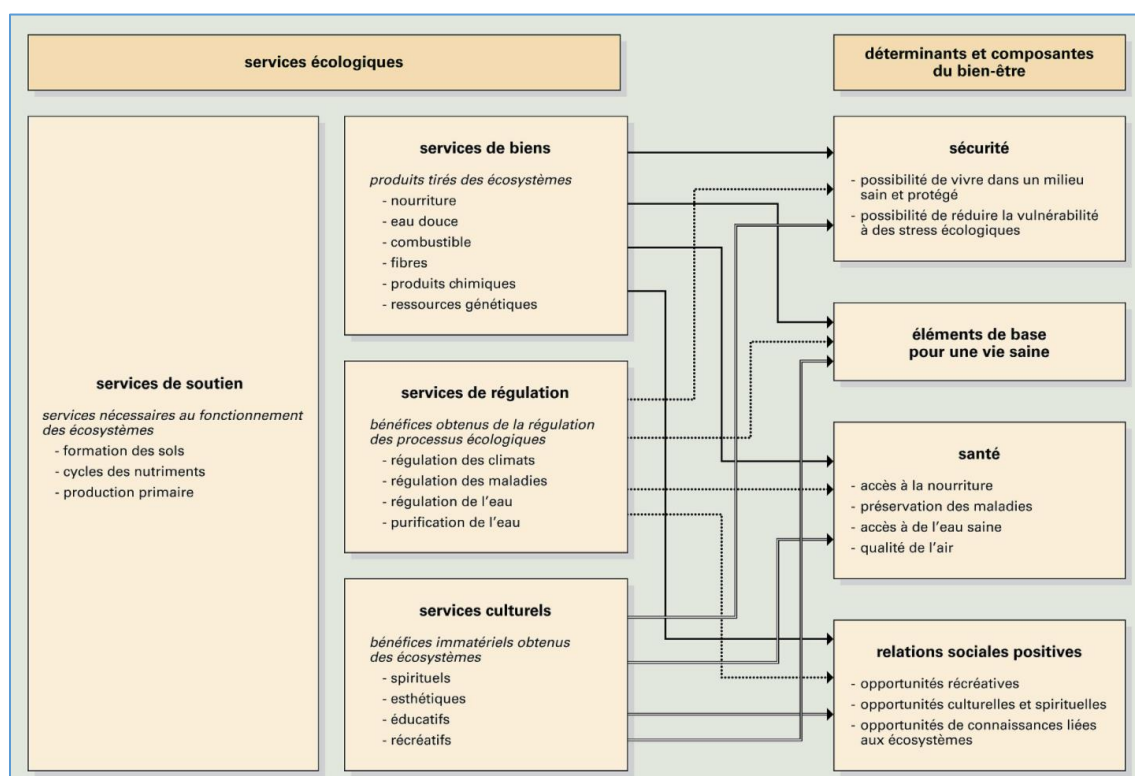 services écologiques
déterminants et composantes
du bien-être
services de soutien
services nécessaires au fonctionnement
des écosystèmes
- formation des sols
- cycles des nutriments
- production primaire
services de biens
produits tirés des écosystèmes
- nourriture
- eau douce
- combustible
- fibres
- produits chimiques
- ressources génétiques
services de régulation
bénéfices obtenus de la régulation
des processus écologiques
- régulation des climats
- régulation des maladies
- régulation de l'eau
- purification de l'eau
services culturels
bénéfices immatériels obtenus
des écosystèmes
- spirituels
- esthétiques
- éducatifs
- récréatifs
sécurité
- possibilité de vivre dans un milieu
sain et protégé
- possibilité de réduire la vulnérabilité
à des stress écologiques
éléments de base
pour une vie saine
santé
- accès à la nourriture
- préservation des maladies
- accès à de l'eau saine
- qualité de l'air
relations sociales positives
- opportunités récréatives
- opportunités culturelles et spirituelles
- opportunités de connaissances liées
aux écosystèmes